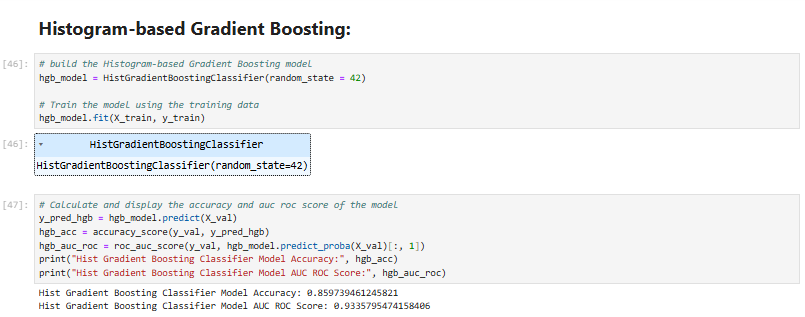 Histogram-based Gradient Boosting:
[46]: # build the Histogram-based Gradient Boosting model
hgb_model = HistGradientBoostingClassifier(random_state = 42)
# Train the model using the training data
hgb_model.fit(X_train, y_train)
[46]: HistGradientBoostingClassifier
HistGradientBoostingClassifier(random_state=42)
[47]: # Calculate and display the accuracy and auc roc score of the model
y_pred_hgb = hgb_model.predict(X_val)
hgb_acc = accuracy_score(y_val, y_pred_hgb)
hgb_auc_roc = roc_auc_score(y_val, hgb_model.predict_proba(X_val)[:, 1])
print("Hist Gradient Boosting Classifier Model Accuracy:", hgb_acc)
print("Hist Gradient Boosting Classifier Model AUC ROC Score:", hgb_auc_roc)
Hist Gradient Boosting Classifier Model Accuracy: 0.859739461245821
Hist Gradient Boosting Classifier Model AUC ROC Score: 0.9335795474158406